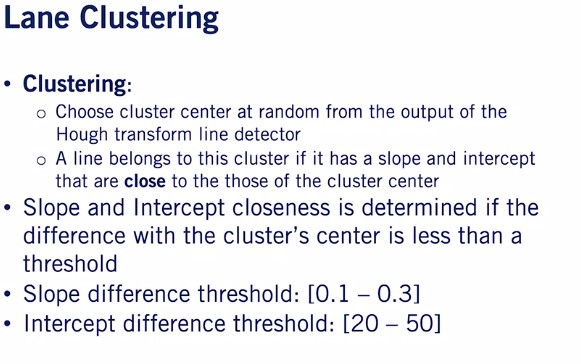 Lane Clustering
• Clustering:
o Choose cluster center at random from the output of the
Hough transform line detector
o A line belongs to this cluster if it has a slope and intercept
that are close to the those of the cluster center
• Slope and Intercept closeness is determined if the
difference with the cluster's center is less than a
threshold
• Slope difference threshold: [0.1 – 0.3]
• Intercept difference threshold: [20 – 50]